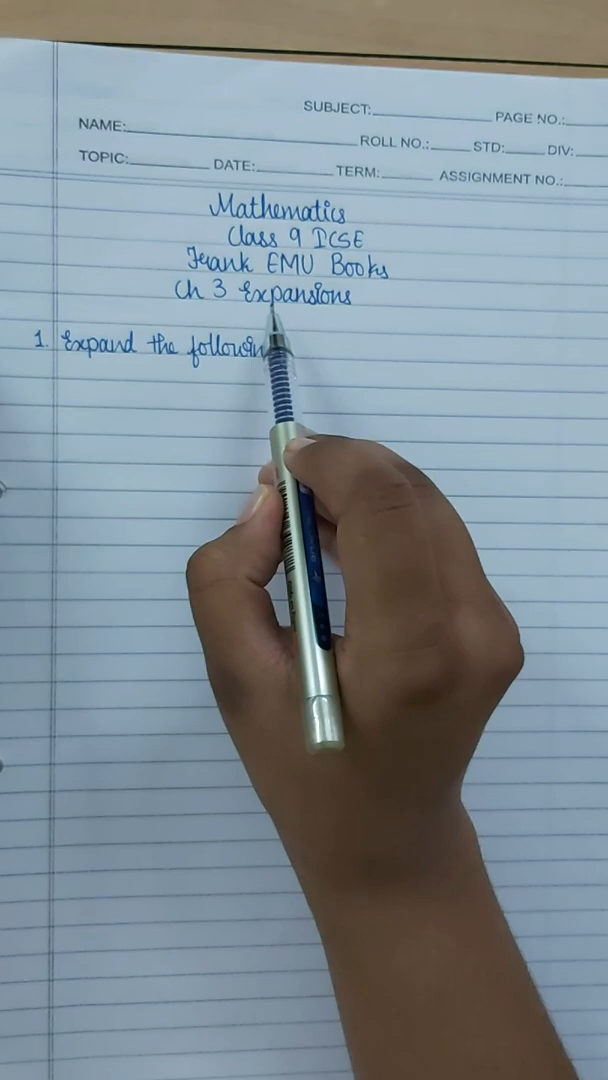 SUBJECT: PAGE NO.:
NAME: ROLL NO.: STD: DIV:
TOPIC: DATE: TERM: ASSIGNMENT NO.:
Mathematics
Class 9 ICSE
Frank EMU Books
Ch 3 Expansions
1. Expand the followin